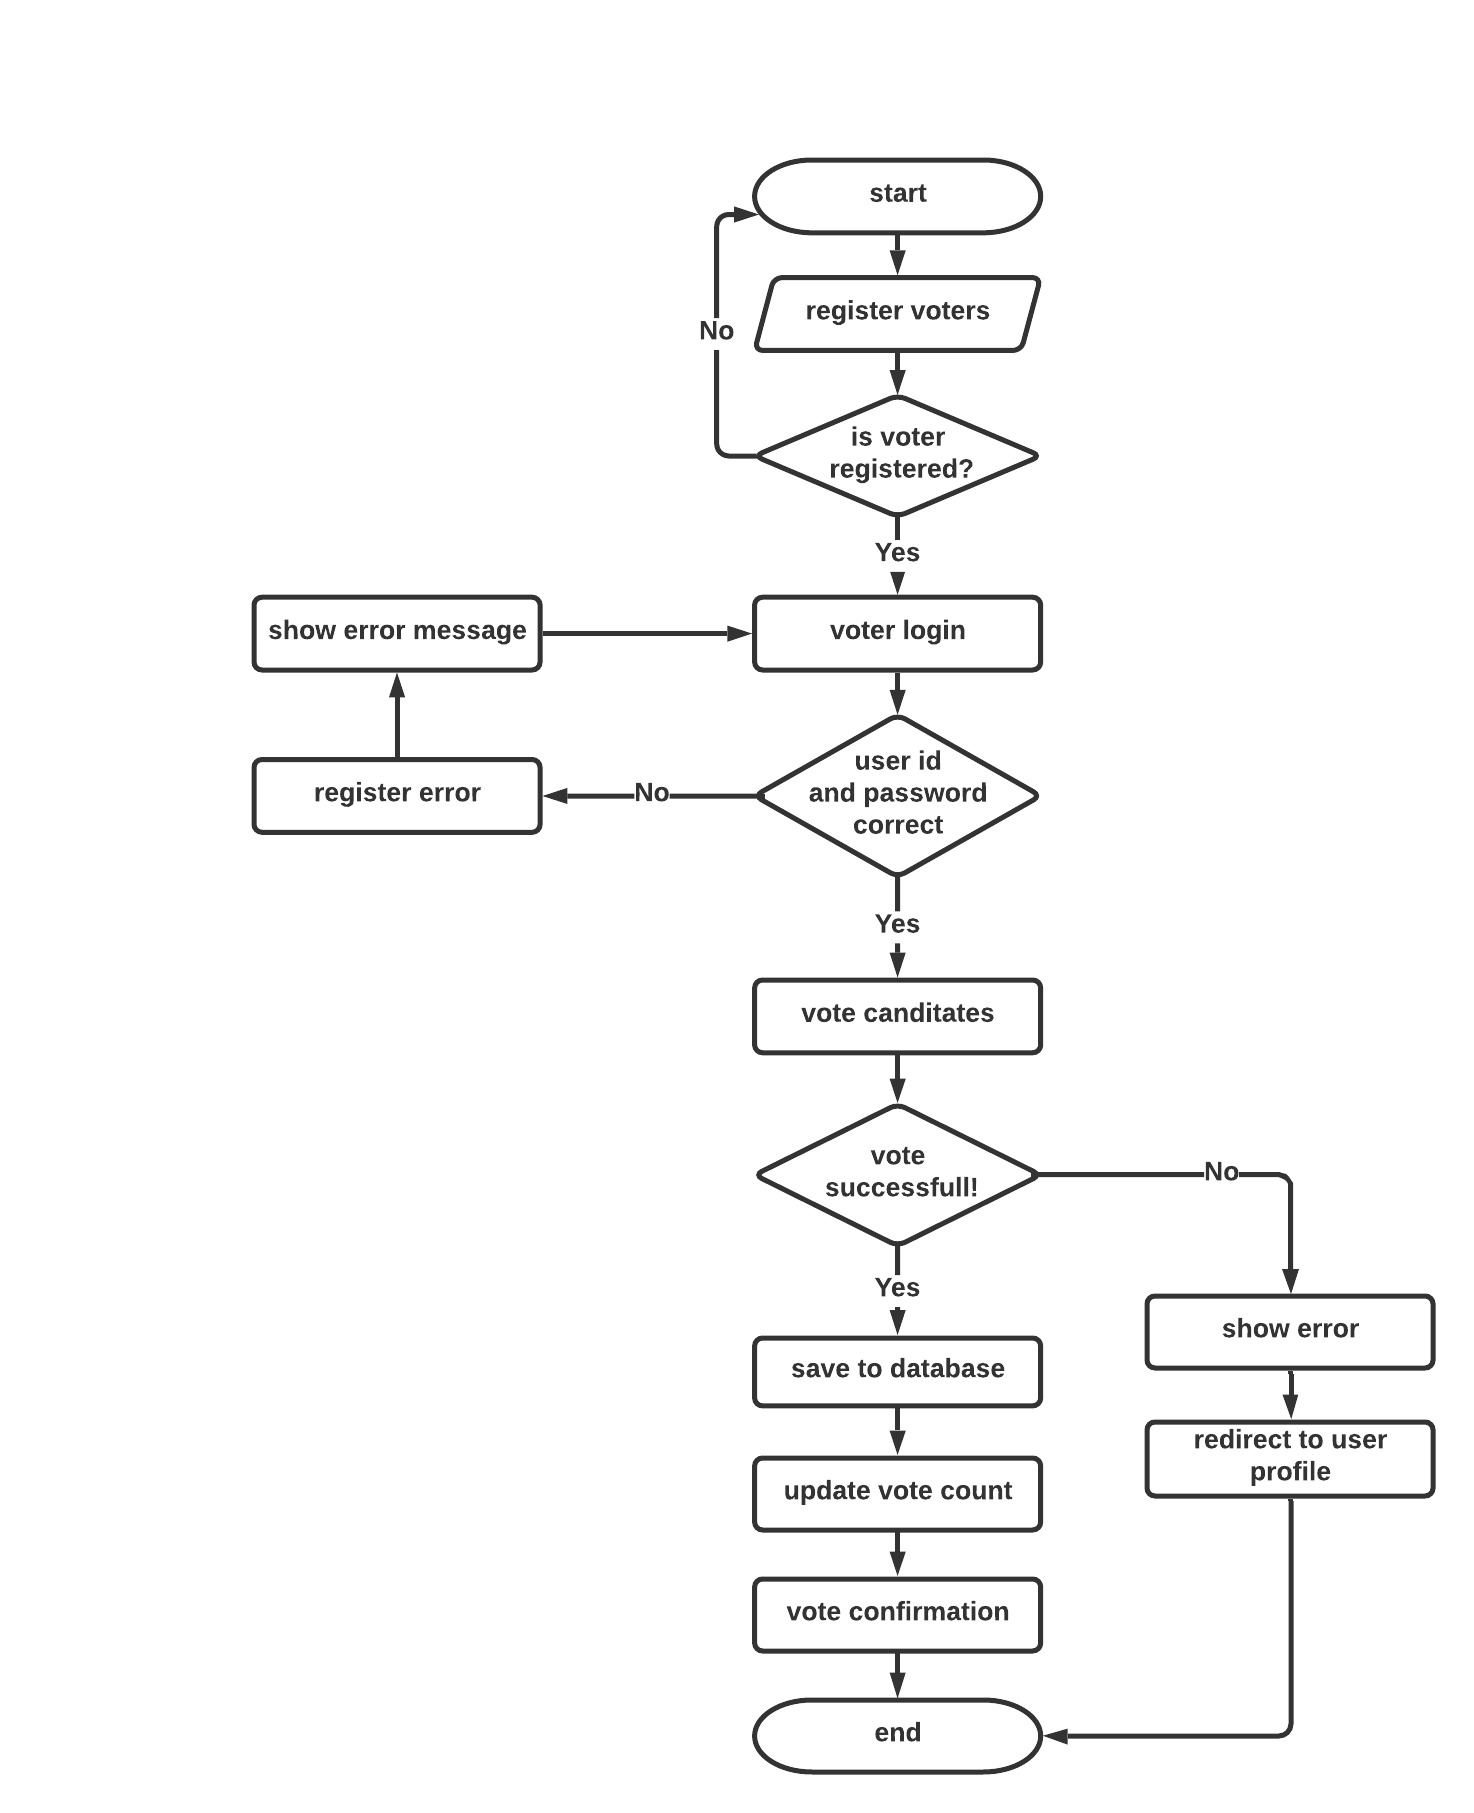 start
register voters
No
is voter
registered?
Yes
show error message
voter login
user id
and password
correct
No
register error
Yes
vote canditates
vote
successfull!
No
Yes
show error
save to database
redirect to user
profile
update vote count
vote confirmation
end